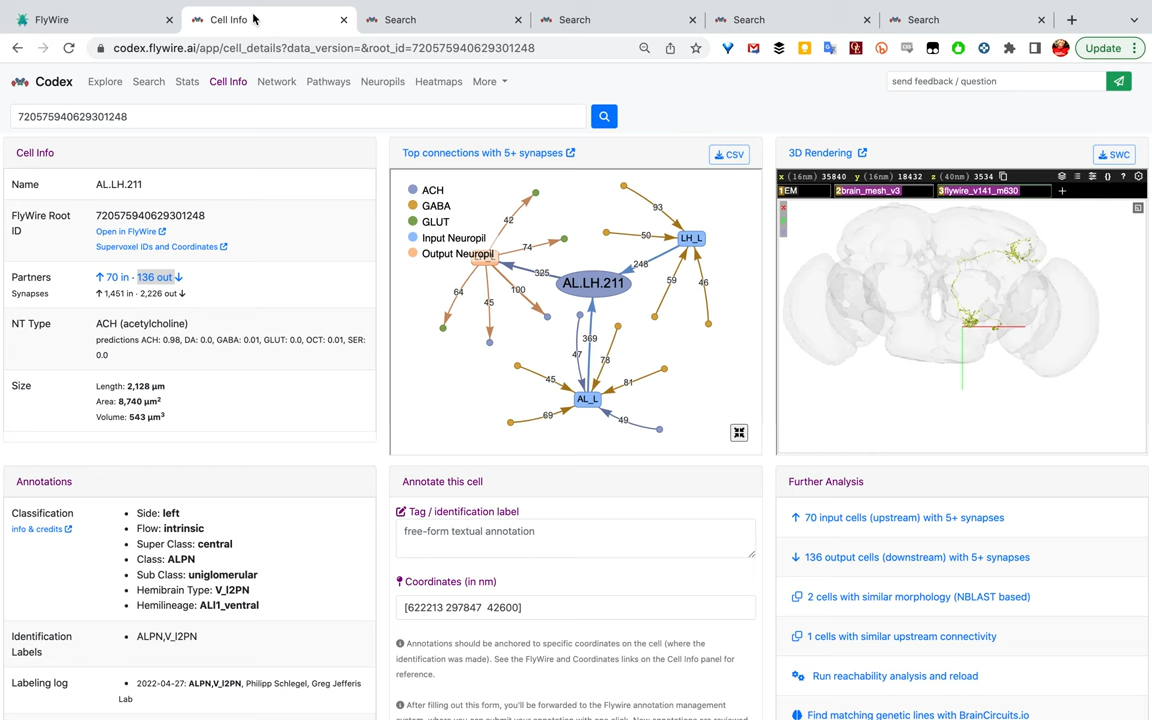 FlyWire
Cell Info
Search
Search
Search
Search
codex.flywire.ai/app/cell_details?data_version=&root_id=720575940629301248
Update
Codex
Explore
Search
Stats
Cell Info
Network
Pathways
Neuropils
Heatmaps
More
send feedback / question
720575940629301248
Cell Info
Name
AL.LH.211
FlyWire Root ID
720575940629301248
Open in FlyWire
Supervoxel IDs and Coordinates
Partners
70 in · 136 out
Synapses
1,451 in · 2,226 out
NT Type
ACH (acetylcholine)
predictions ACH: 0.98, DA: 0.0, GABA: 0.01, GLUT: 0.0, OCT: 0.01, SER:
0.0
Size
Length: 2,128 µm
Area: 8,740 µm²
Volume: 543 µm³
Top connections with 5+ synapses
CSV
ACH
GABA
GLUT
Input Neuropil
Output Neuropil
42
74
64
45
100
325
AL.LH.211
93
50
LH_L
248
59
46
369
47
78
45
81
69
AL_L
49
3D Rendering
SWC
x (16nm) 35840 y (16nm) 18432 z (40nm) 3534
1EM
2brain_mesh_v3
3flywire_v141_m630
Annotations
Classification
info & credits
Side: left
Flow: intrinsic
Super Class: central
Class: ALPN
Sub Class: uniglomerular
Hemibrain Type: V_l2PN
Hemilineage: ALl1_ventral
Identification
Labels
ALPN,V_l2PN
Labeling log
2022-04-27: ALPN,V_l2PN, Philipp Schlegel, Greg Jefferis
Lab
Annotate this cell
Tag / identification label
free-form textual annotation
Coordinates (in nm)
[622213 297847 42600]
Annotations should be anchored to specific coordinates on the cell (where the
identification was made). See the FlyWire and Coordinates links on the Cell Info panel for
reference.
After filling out this form, you'll be forwarded to the Flywire annotation management
system, where you can submit your annotation with one click. New annotations are reviewed
Further Analysis
70 input cells (upstream) with 5+ synapses
136 output cells (downstream) with 5+ synapses
2 cells with similar morphology (NBLAST based)
1 cells with similar upstream connectivity
Run reachability analysis and reload
Find matching genetic lines with BrainCircuits.io